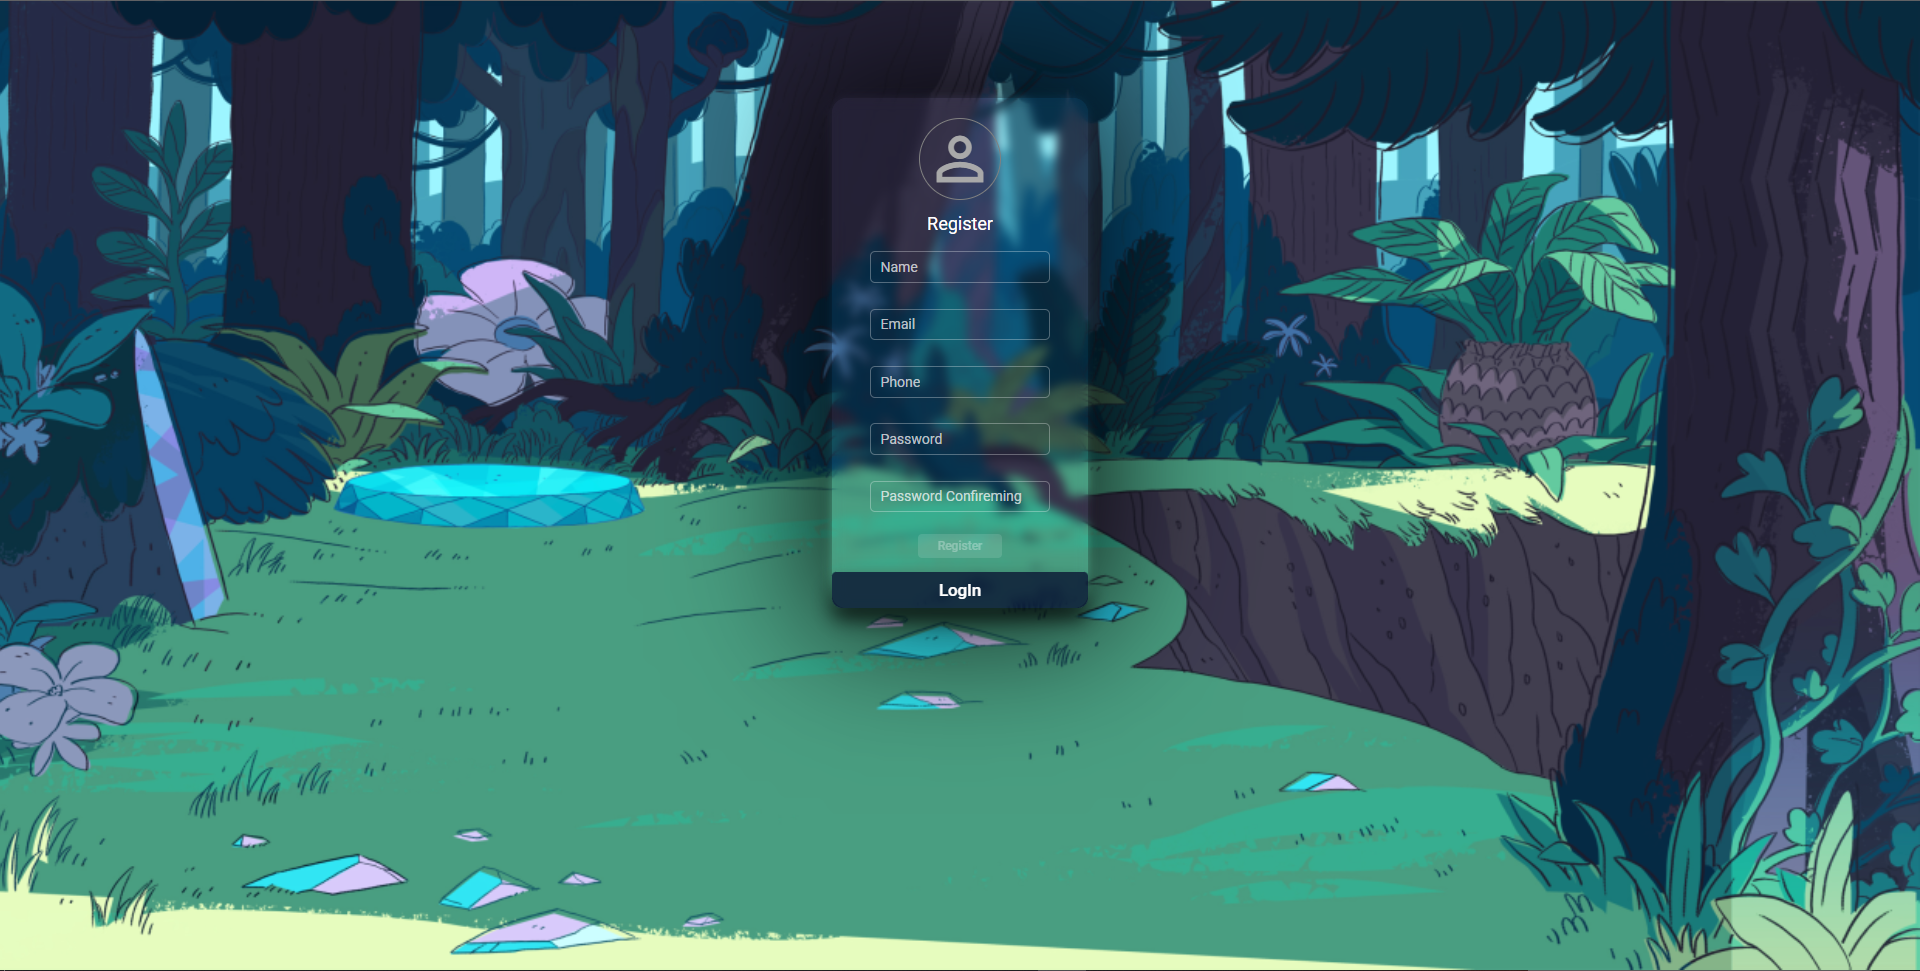 Register
Name
Email
Phone
Password
Password Confireming
Register
LogIn